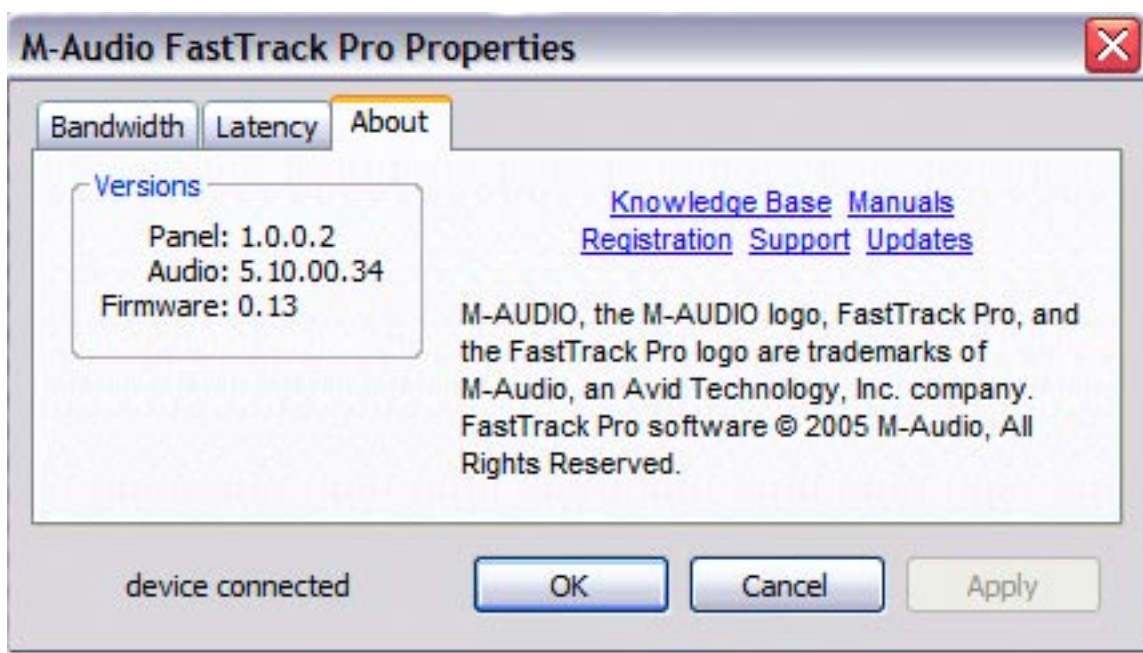 M-Audio FastTrack Pro Properties
Bandwidth Latency About
Versions
Panel: 1.0.0.2
Audio: 5.10.00.34
Firmware: 0.13
Knowledge Base Manuals
Registration Support Updates
M-AUDIO, the M-AUDIO logo, FastTrack Pro, and
the FastTrack Pro logo are trademarks of
M-Audio, an Avid Technology, Inc. company.
FastTrack Pro software © 2005 M-Audio, All
Rights Reserved.
device connected OK Cancel Apply